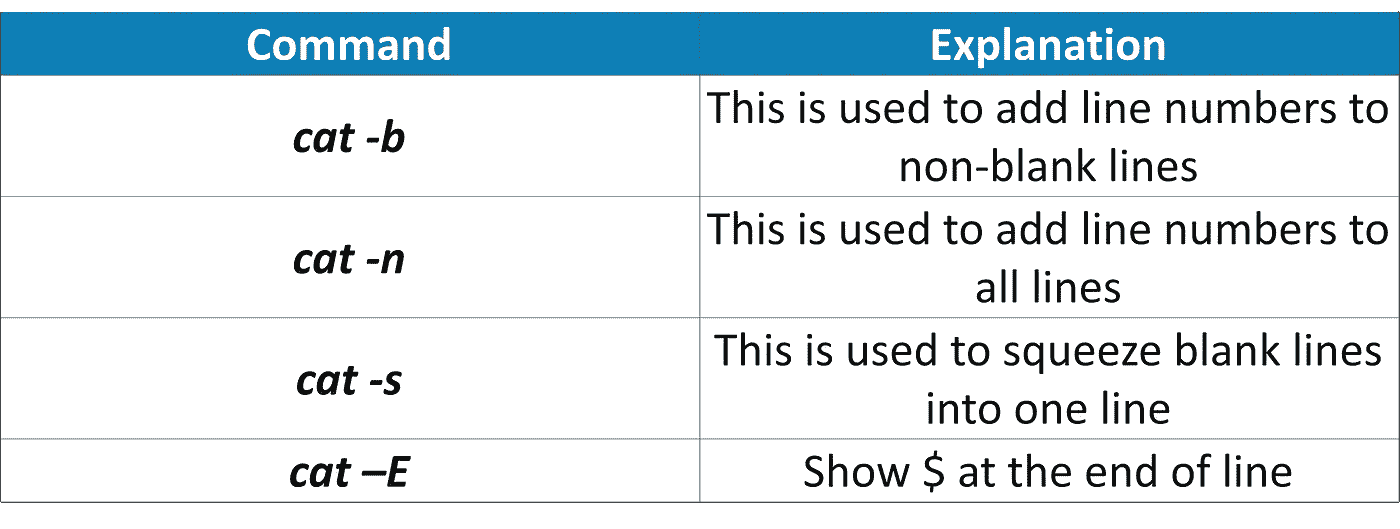 Command
Explanation
cat -b
This is used to add line numbers to
non-blank lines
cat -n
This is used to add line numbers to
all lines
cat -s
This is used to squeeze blank lines
into one line
cat –E
Show $ at the end of line